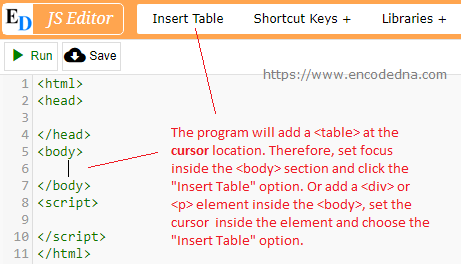 ED JS Editor Insert Table Shortcut Keys + Libraries +
Run Save
https://www.encodedna.com
1 <html>
2 <head>
3
4 </head>
5 <body>
6
7 </body>
8 <script>
9
10 </script>
11 </html>
The program will add a <table> at the
cursor location. Therefore, set focus
inside the <body> section and click the
"Insert Table" option. Or add a <div> or
<p> element inside the <body>, set the
cursor inside the element and choose the
"Insert Table" option.